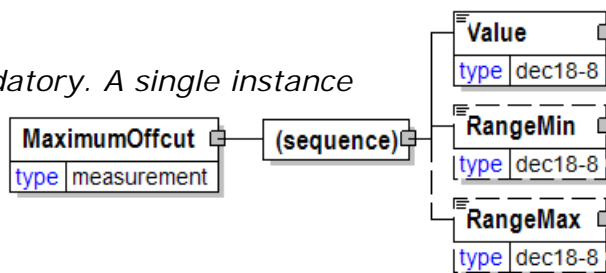 Value
type dec18-8
datory. A single instance
RangeMin
MaximumOffcut (sequence)
type dec18-8
type measurement
RangeMax
type dec18-8